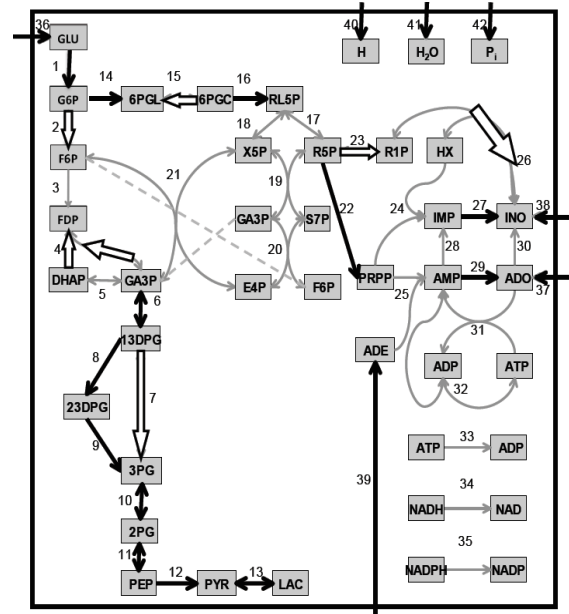 36 40 41 42
GLU H H₂O Pᵢ
1 14 15 16
G6P 6PGL 6PGC RL5P
2 18 17 23 26
F6P 21 X5P R5P R1P HX
3 19 22 24 27 38
FDP GA3P S7P IMP INO
4 20 28 30
DHAP 5 GA3P E4P F6P PRPP AMP 29 ADO
6 25 37
13DPG 31
8 ADE ADP ATP
23DPG 7 32
9
3PG ATP 33 ADP
10 39
2PG NADH 34 NAD
11
PEP 12 PYR 13 LAC NADPH 35 NADP